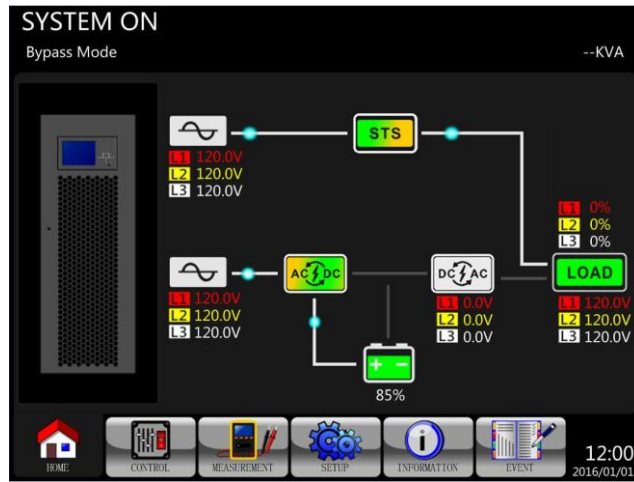 SYSTEM ON
Bypass Mode
--KVA
STS
L1 120.0V
L2 120.0V
L3 120.0V
L1 0%
L2 0%
L3 0%
AC DC
DC AC
LOAD
L1 120.0V
L2 120.0V
L3 120.0V
L1 0.0V
L2 0.0V
L3 0.0V
L1 120.0V
L2 120.0V
L3 120.0V
85%
HOME
CONTROL
MEASUREMENT
SETUP
INFORMATION
EVENT
12:00
2016/01/01